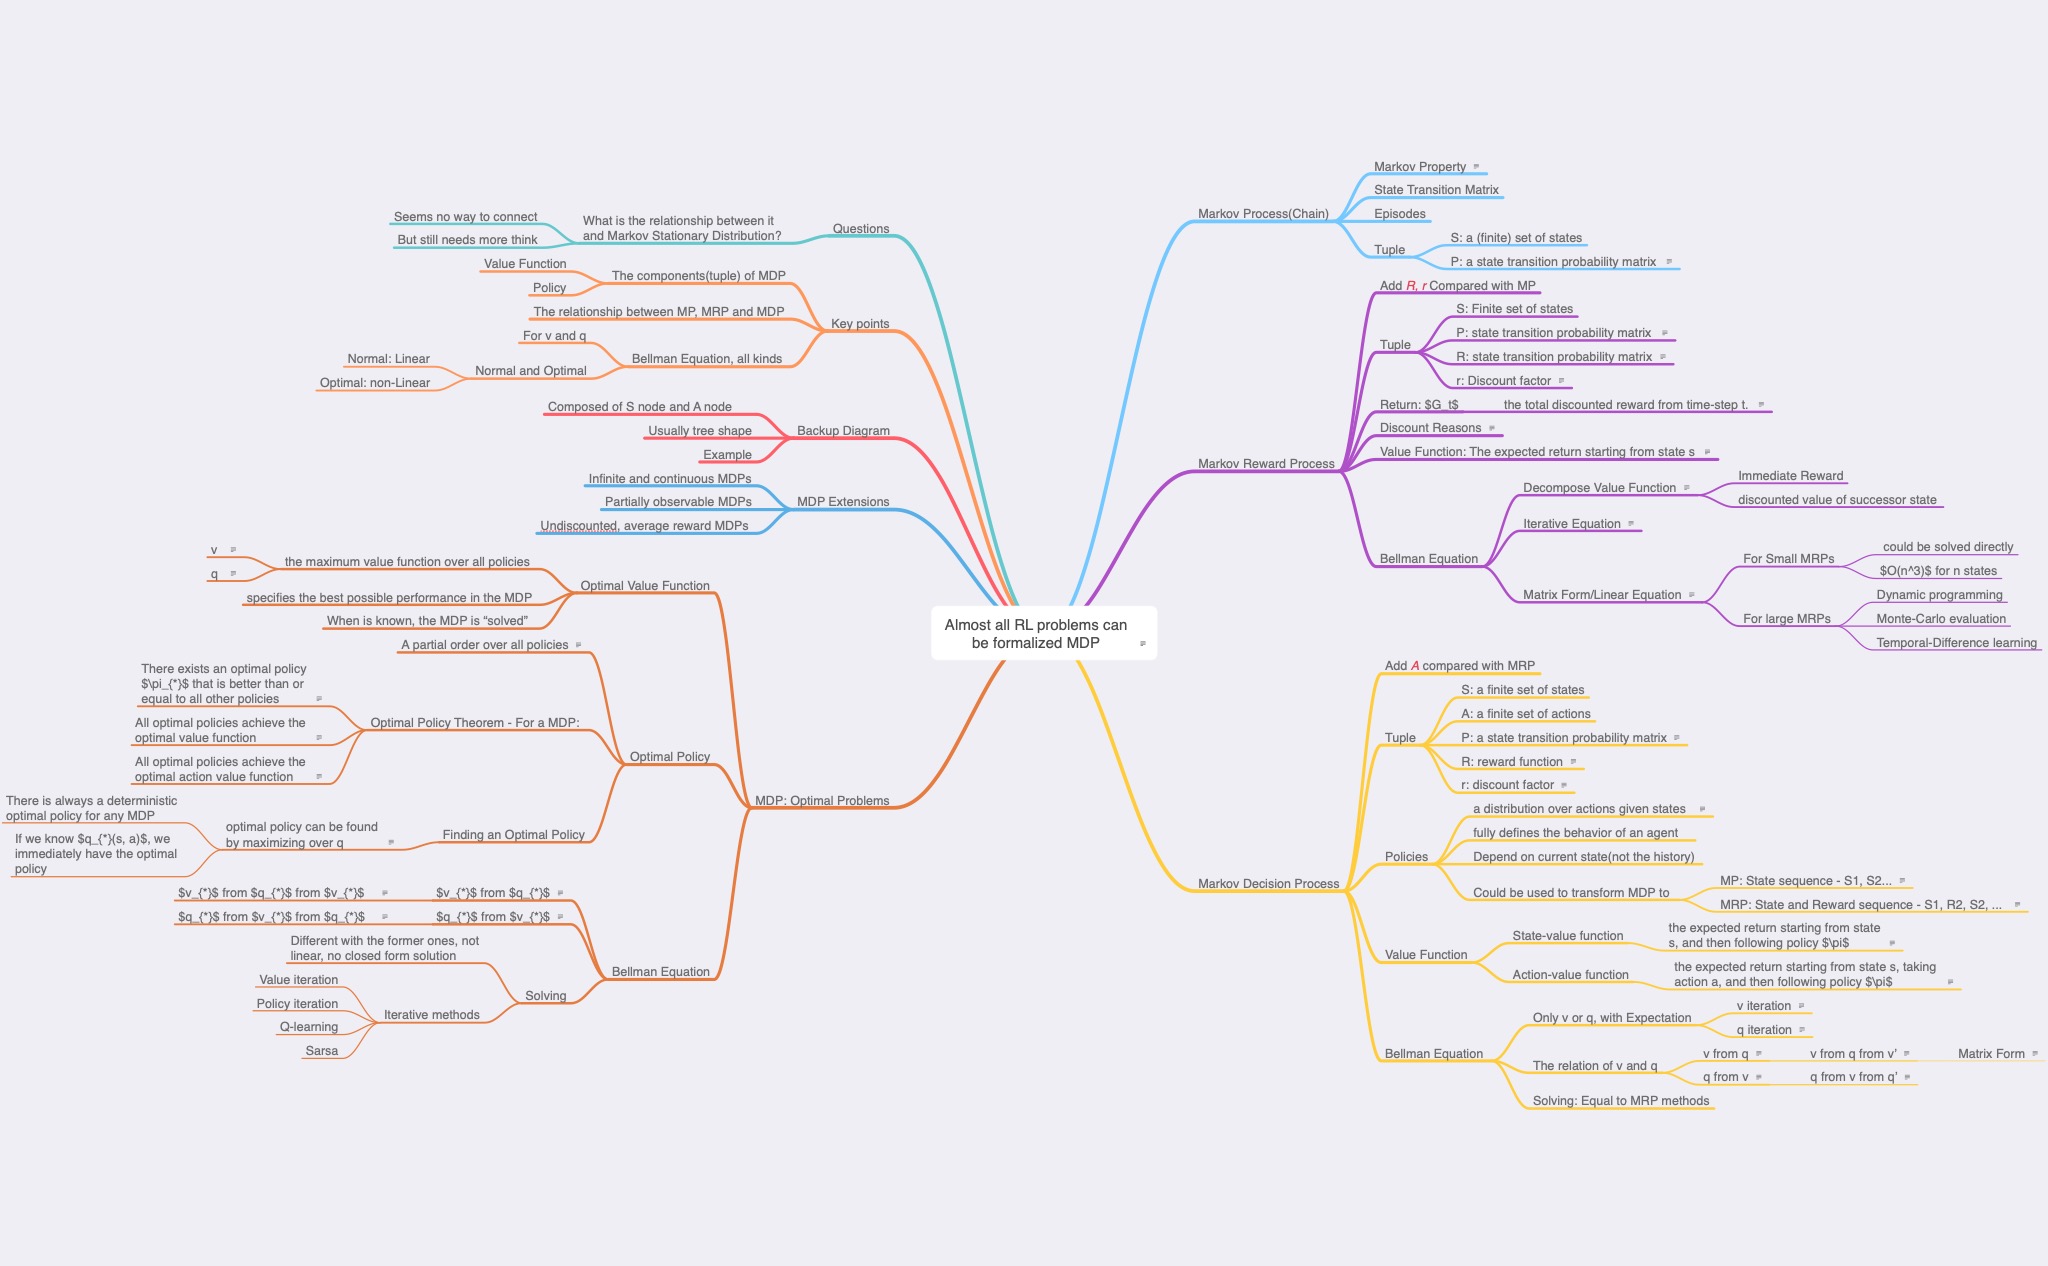 Almost all RL problems can
be formalized MDP
Markov Process(Chain)
Markov Property
State Transition Matrix
Episodes
Tuple
S: a (finite) set of states
P: a state transition probability matrix
Markov Reward Process
Add R, r Compared with MP
Tuple
S: Finite set of states
P: state transition probability matrix
R: state transition probability matrix
r: Discount factor
Return: $G_t$
the total discounted reward from time-step t.
Discount Reasons
Value Function: The expected return starting from state s
Bellman Equation
Decompose Value Function
Immediate Reward
discounted value of successor state
Iterative Equation
Matrix Form/Linear Equation
For Small MRPs
could be solved directly
$O(n^3)$ for n states
For large MRPs
Dynamic programming
Monte-Carlo evaluation
Temporal-Difference learning
Markov Decision Process
Add A compared with MRP
Tuple
S: a finite set of states
A: a finite set of actions
P: a state transition probability matrix
R: reward function
r: discount factor
Policies
a distribution over actions given states
fully defines the behavior of an agent
Depend on current state(not the history)
Could be used to transform MDP to
MP: State sequence - S1, S2...
MRP: State and Reward sequence - S1, R2, S2, ...
Value Function
State-value function
the expected return starting from state
s, and then following policy $\pi$
Action-value function
the expected return starting from state s, taking
action a, and then following policy $\pi$
Bellman Equation
Only v or q, with Expectation
v iteration
q iteration
The relation of v and q
v from q
v from q from v’
Matrix Form
q from v
q from v from q’
Solving: Equal to MRP methods
Questions
What is the relationship between it
and Markov Stationary Distribution?
Seems no way to connect
But still needs more think
Key points
The components(tuple) of MDP
Value Function
Policy
The relationship between MP, MRP and MDP
Bellman Equation, all kinds
For v and q
Normal and Optimal
Normal: Linear
Optimal: non-Linear
Backup Diagram
Composed of S node and A node
Usually tree shape
Example
MDP Extensions
Infinite and continuous MDPs
Partially observable MDPs
Undiscounted, average reward MDPs
MDP: Optimal Problems
Optimal Value Function
the maximum value function over all policies
v
q
specifies the best possible performance in the MDP
When is known, the MDP is “solved”
Optimal Policy
A partial order over all policies
Optimal Policy Theorem - For a MDP:
There exists an optimal policy
$\pi_{*}$ that is better than or
equal to all other policies
All optimal policies achieve the
optimal value function
All optimal policies achieve the
optimal action value function
Finding an Optimal Policy
optimal policy can be found
by maximizing over q
There is always a deterministic
optimal policy for any MDP
If we know $q_{*}(s, a)$, we
immediately have the optimal
policy
Bellman Equation
$v_{*}$ from $q_{*}$
$v_{*}$ from $q_{*}$ from $v_{*}$
$q_{*}$ from $v_{*}$
$q_{*}$ from $v_{*}$ from $q_{*}$
Solving
Different with the former ones, not
linear, no closed form solution
Iterative methods
Value iteration
Policy iteration
Q-learning
Sarsa